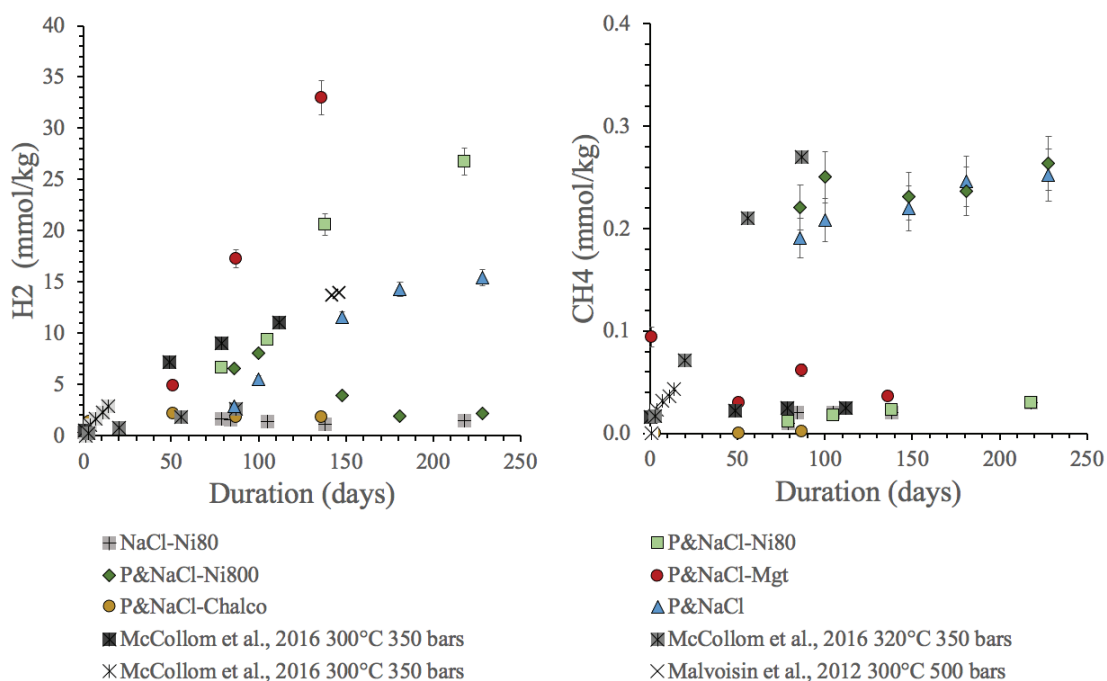 H2 (mmol/kg)
40
35
30
25
20
15
10
5
0
0 50 100 150 200 250
Duration (days)
CH4 (mmol/kg)
0.4
0.3
0.2
0.1
0.0
0 50 100 150 200 250
Duration (days)
NaCl-Ni80
P&NaCl-Ni800
P&NaCl-Chalco
McCollom et al., 2016 300°C 350 bars
McCollom et al., 2016 300°C 350 bars
P&NaCl-Ni80
P&NaCl-Mgt
P&NaCl
McCollom et al., 2016 320°C 350 bars
Malvoisin et al., 2012 300°C 500 bars